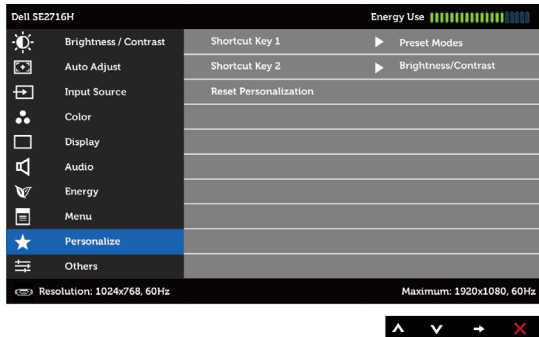 Dell SE2716H Energy Use
Brightness / Contrast Shortcut Key 1 Preset Modes
Auto Adjust Shortcut Key 2 Brightness/Contrast
Input Source Reset Personalization
Color
Display
Audio
Energy
Menu
Personalize
Others
Resolution: 1024x768, 60Hz Maximum: 1920x1080, 60Hz